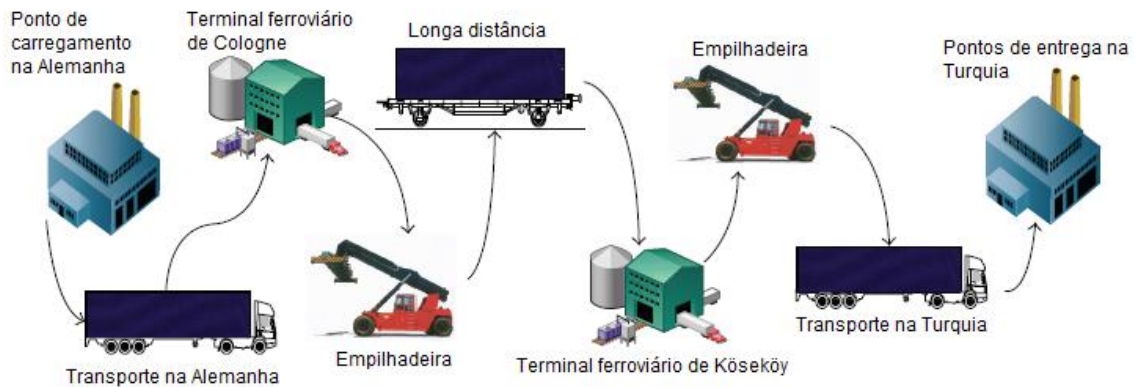 Ponto de
carregamento
na Alemanha
Terminal ferroviário
de Cologne
Longa distância
Empilhadeira
Pontos de entrega na
Turquia
Transporte na Alemanha
Empilhadeira
Terminal ferroviário de Köseköy
Transporte na Turquia